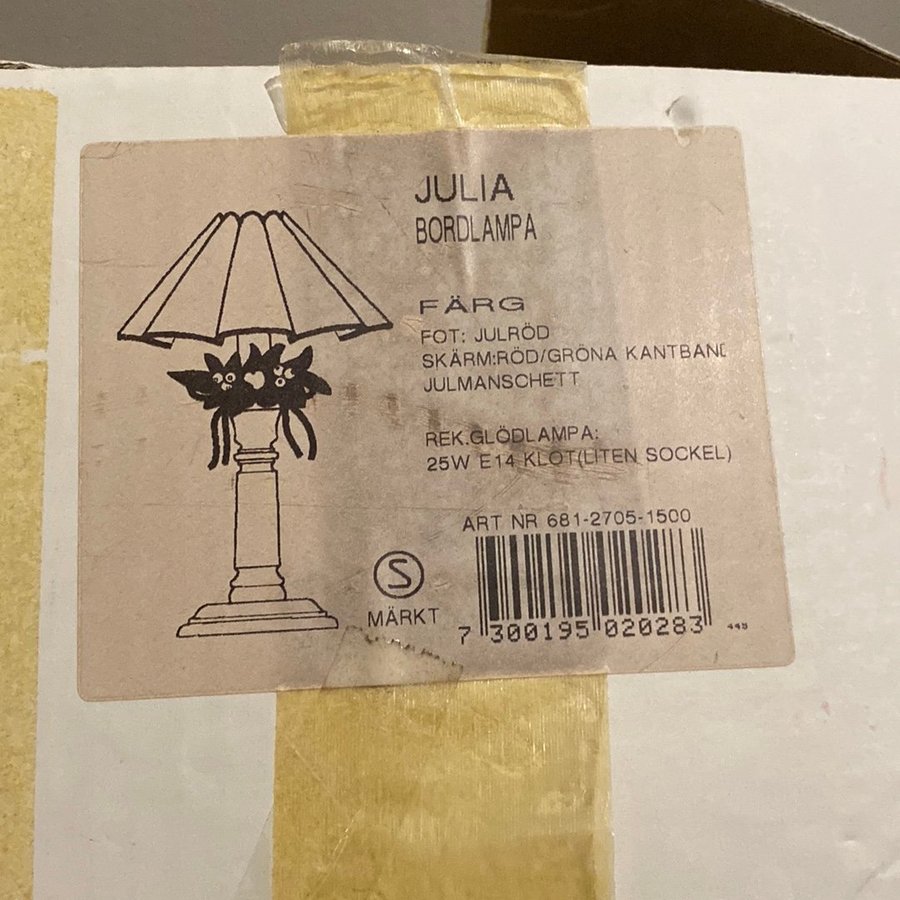 JULIA
BORDLAMPA
FÄRG
FOT: JULRÖD
SKÄRM:RÖD/GRÖNA KANTBAND
JULMANSCHETT
REK.GLÖDLAMPA:
25W E14 KLOT(LITEN SOCKEL)
ART NR 681-2705-1500
S
MÄRKT
7 300195 020283